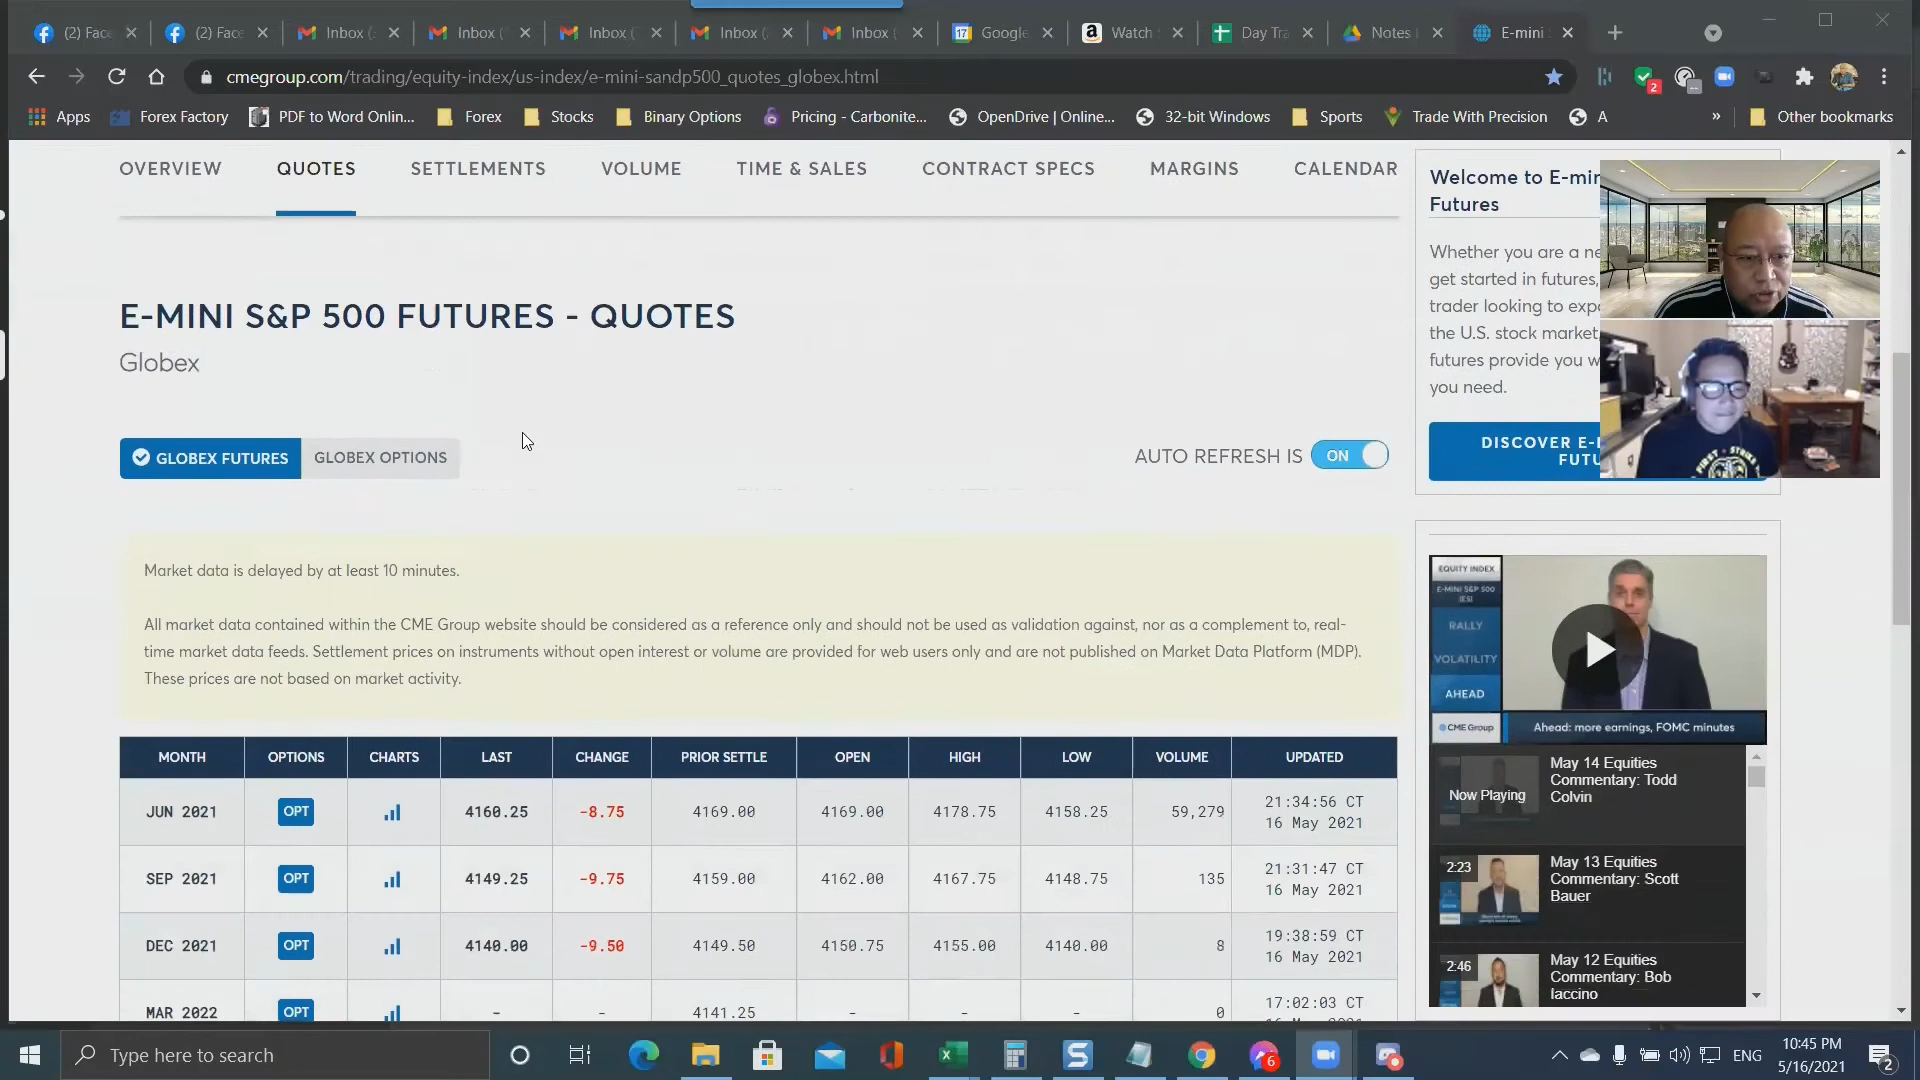 (2) Face
(2) Face
Inbox (
Inbox (
Inbox (
Inbox (
Inbox (
17
Google
Watch
Day Tra
Notes
E-mini
cmegroup.com/trading/equity-index/us-index/e-mini-sandp500_quotes_globex.html
2
Apps
Forex Factory
PDF to Word Onlin...
Forex
Stocks
Binary Options
Pricing - Carbonite...
OpenDrive | Online...
32-bit Windows
Sports
Trade With Precision
A
»
Other bookmarks
OVERVIEW
QUOTES
SETTLEMENTS
VOLUME
TIME & SALES
CONTRACT SPECS
MARGINS
CALENDAR
E-MINI S&P 500 FUTURES - QUOTES
Globex
GLOBEX FUTURES
GLOBEX OPTIONS
AUTO REFRESH IS
ON
Market data is delayed by at least 10 minutes.
All market data contained within the CME Group website should be considered as a reference only and should not be used as validation against, nor as a complement to, real-
time market data feeds. Settlement prices on instruments without open interest or volume are provided for web users only and are not published on Market Data Platform (MDP).
These prices are not based on market activity.
MONTH OPTIONS CHARTS LAST CHANGE PRIOR SETTLE OPEN HIGH LOW VOLUME UPDATED
JUN 2021 OPT 4160.25 -8.75 4169.00 4169.00 4178.75 4158.25 59,279 21:34:56 CT
16 May 2021
SEP 2021 OPT 4149.25 -9.75 4159.00 4162.00 4167.75 4148.75 135 21:31:47 CT
16 May 2021
DEC 2021 OPT 4140.00 -9.50 4149.50 4150.75 4155.00 4140.00 8 19:38:59 CT
16 May 2021
MAR 2022 OPT - - 4141.25 - - - 0 17:02:03 CT
16 May 2021
Welcome to E-mini
Futures
Whether you are a ne
get started in futures,
trader looking to expo
the U.S. stock market,
futures provide you w
you need.
DISCOVER E-
FUTU
FIRST STRIKE
EQUITY INDEX
E-MINI S&P 500
(ES)
RALLY
VOLATILITY
AHEAD
CME Group
Ahead: more earnings, FOMC minutes
Now Playing
May 14 Equities
Commentary: Todd
Colvin
2:23
May 13 Equities
Commentary: Scott
Bauer
2:46
May 12 Equities
Commentary: Bob
Iaccino
Type here to search
6
ENG
10:45 PM
5/16/2021
2